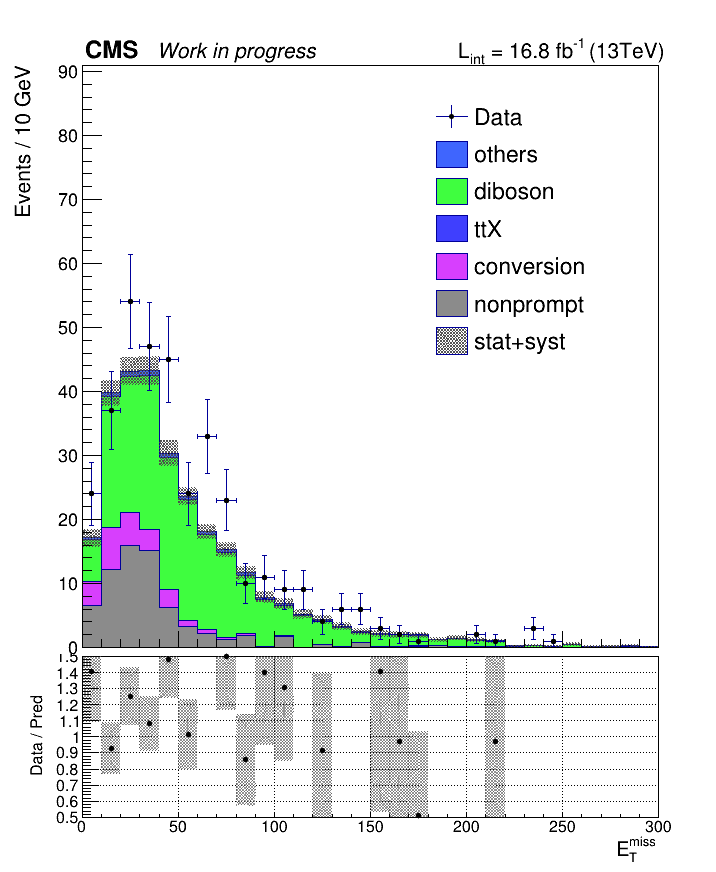 CMS Work in progress L_int = 16.8 fb^-1 (13TeV)
Events / 10 GeV
90
80
70
60
50
40
30
20
10
0
Data
others
diboson
ttX
conversion
nonprompt
stat+syst
Data / Pred
1.5
1.4
1.3
1.2
1.1
1
0.9
0.8
0.7
0.6
0.5
0 50 100 150 200 250 300
E_T^miss